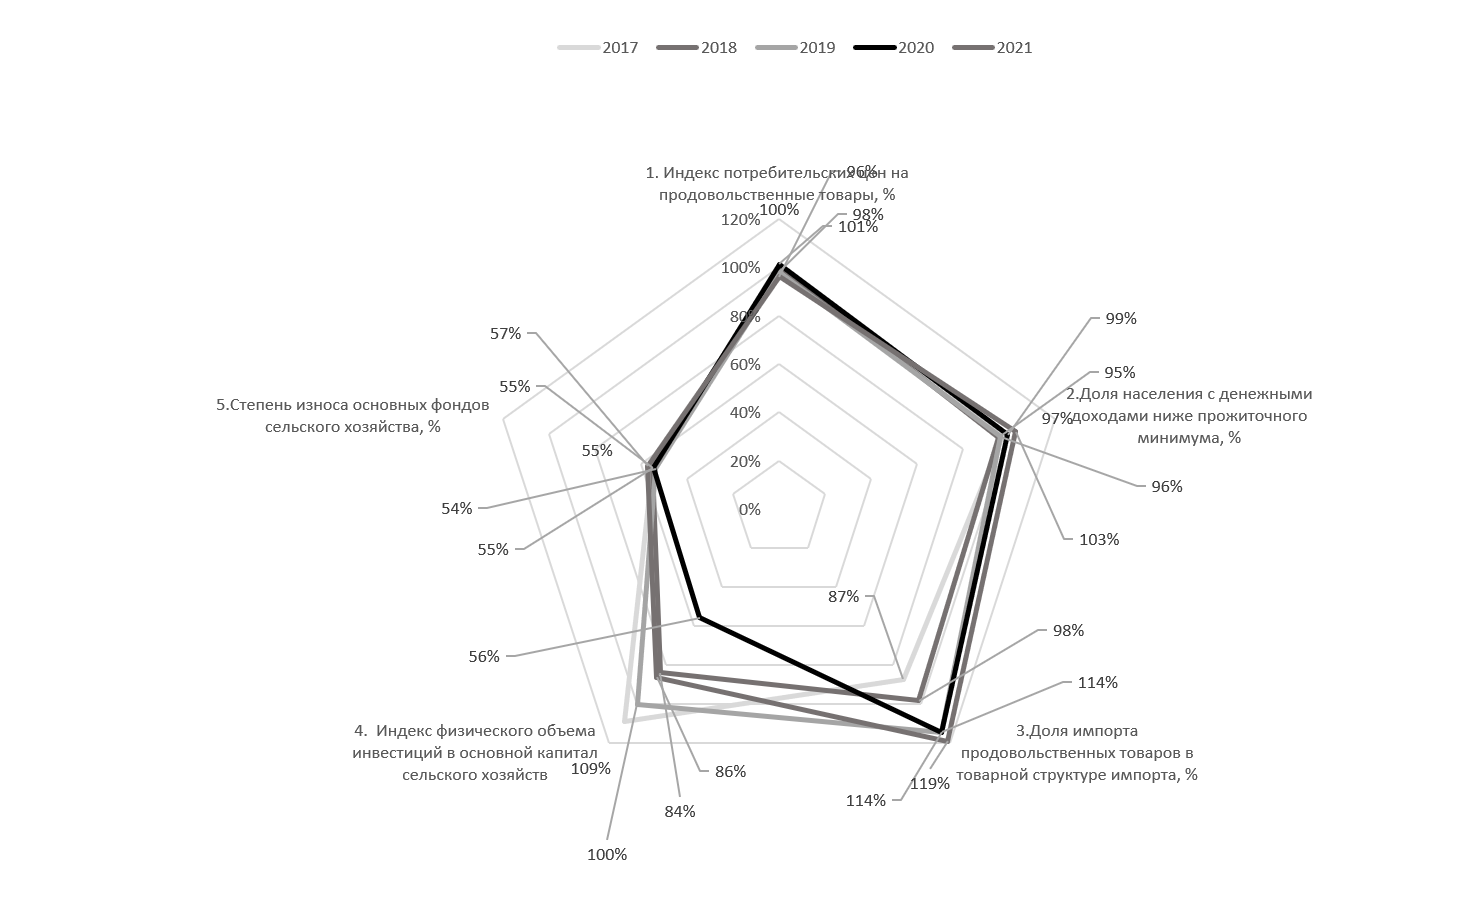 2017 2018 2019 2020 2021
1. Индекс потребительских цен на
продовольственные товары, %
96%
98%
101%
100%
120%
100%
80%
60%
40%
20%
0%
99%
95%
2.Доля населения с денежными
доходами ниже прожиточного
минимума, %
97%
96%
103%
87%
98%
114%
3.Доля импорта
продовольственных товаров в
товарной структуре импорта, %
119%
114%
4. Индекс физического объема
инвестиций в основной капитал
сельского хозяйств
109%
86%
84%
100%
56%
57%
55%
5.Степень износа основных фондов
сельского хозяйства, %
55%
54%
55%